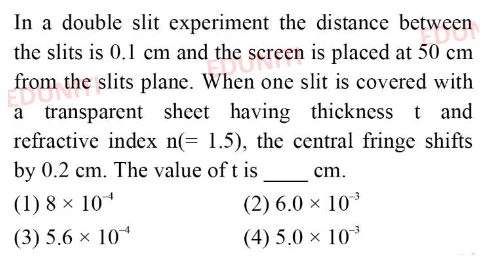 In a double slit experiment the distance between
the slits is 0.1 cm and the screen is placed at 50 cm
from the slits plane. When one slit is covered with
a transparent sheet having thickness t and
refractive index n(= 1.5), the central fringe shifts
by 0.2 cm. The value of t is ____ cm.
(1) 8 × 10⁻⁴ (2) 6.0 × 10⁻³
(3) 5.6 × 10⁻⁴ (4) 5.0 × 10⁻³
EDUNITI
EDUNITI